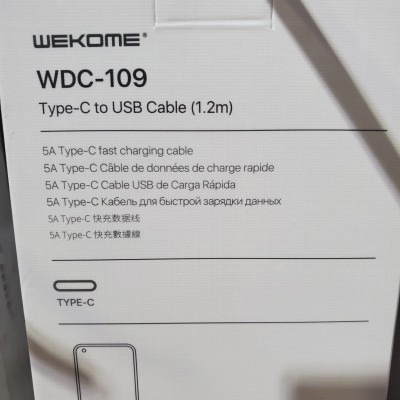 WEKOME®
WDC-109
Type-C to USB Cable (1.2m)
5A Type-C fast charging cable
5A Type-C Câble de données de charge rapide
5A Type-C Cable USB de Carga Rápida
5A Type-C Кабель для быстрой зарядки данных
5A Type-C 快充数据线
5A Type-C 快充數據線
TYPE-C